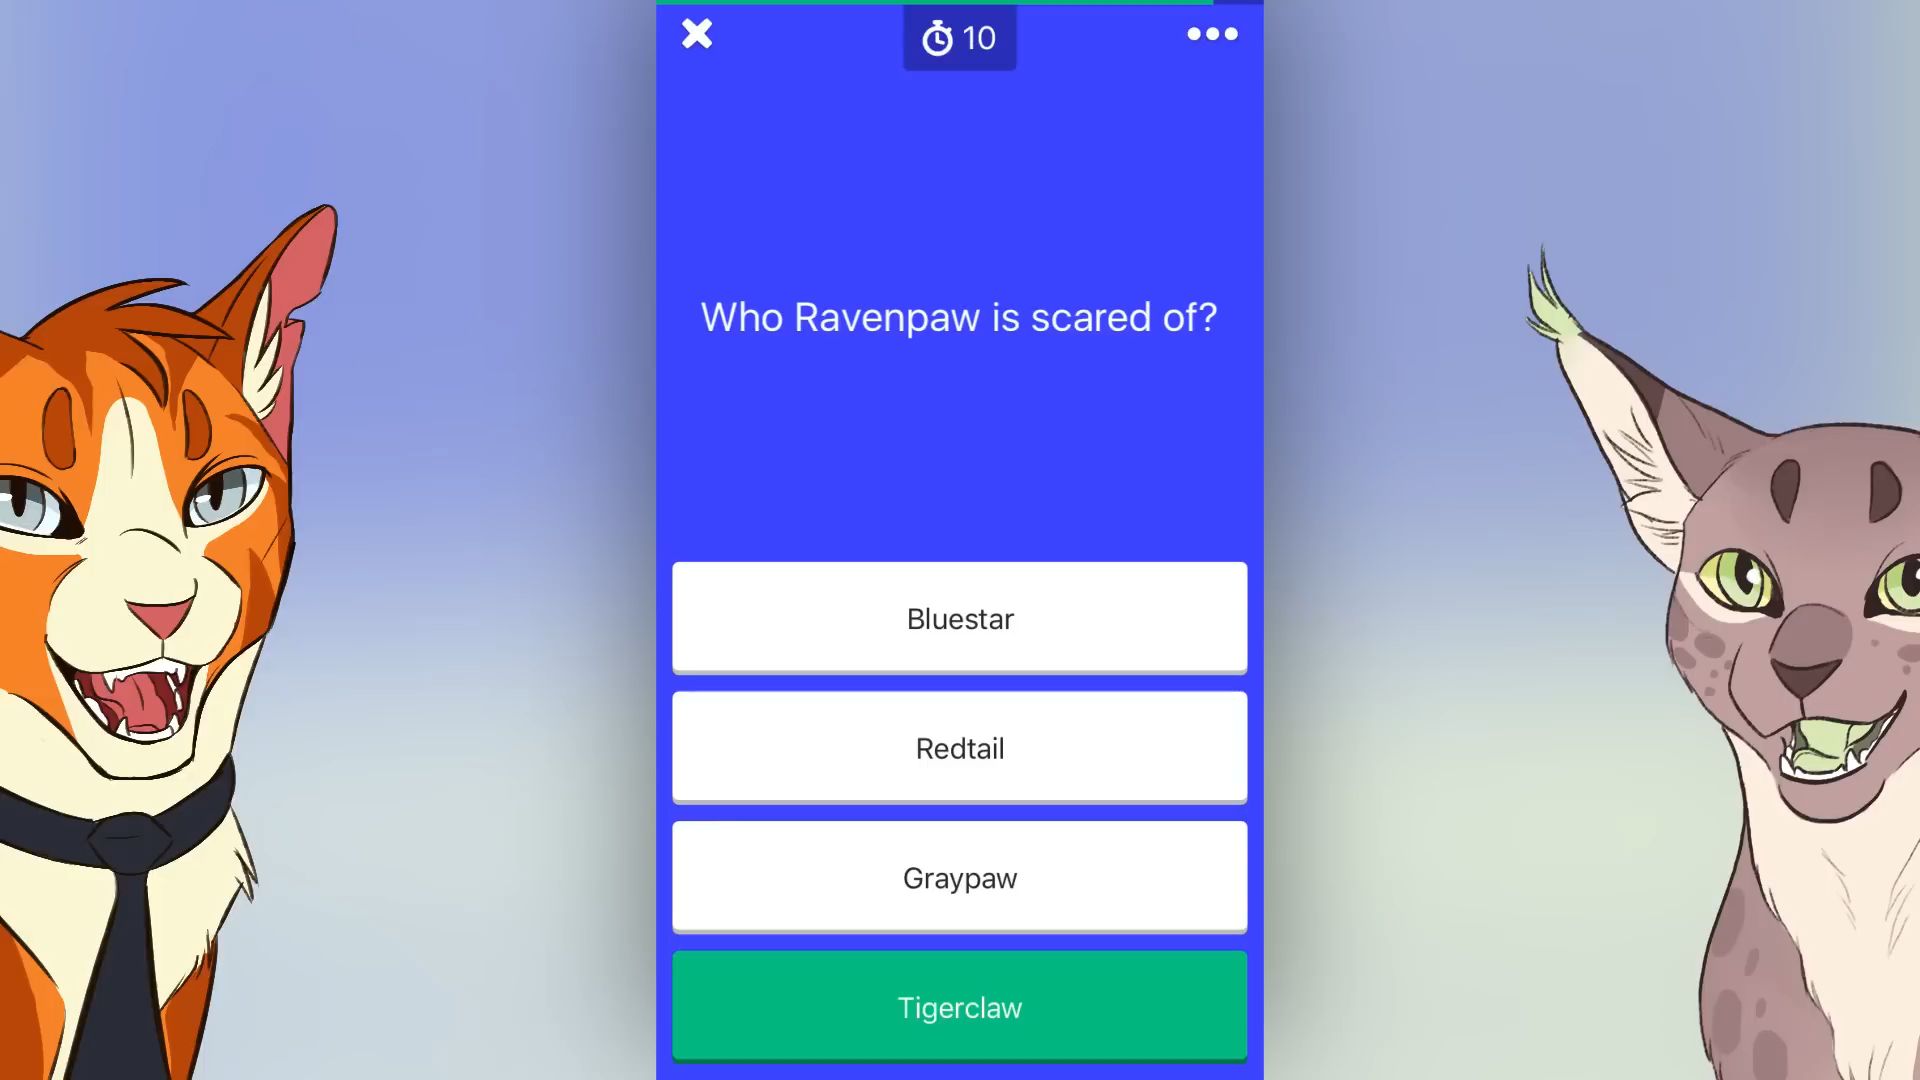 10
Who Ravenpaw is scared of?
Bluestar
Redtail
Graypaw
Tigerclaw